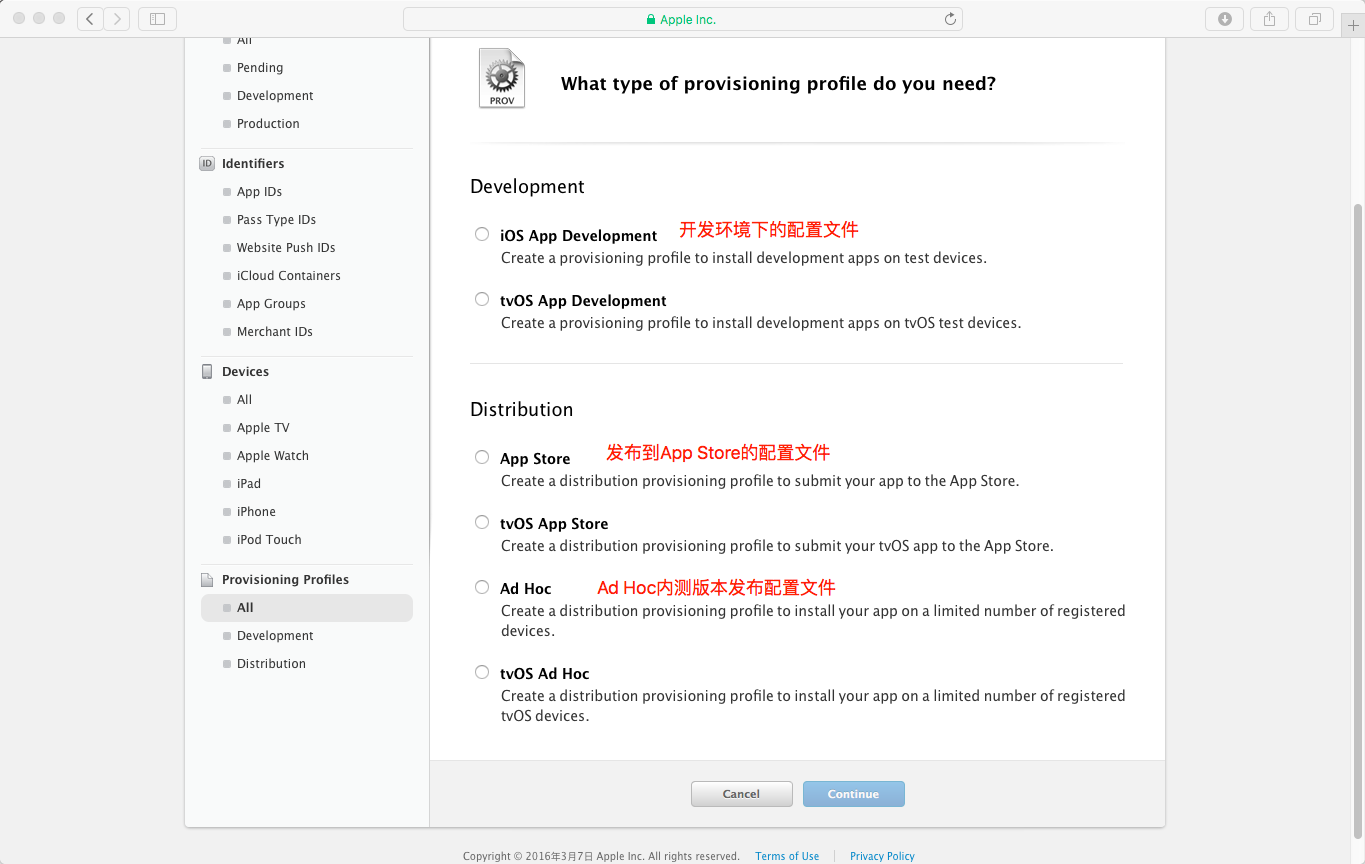 Apple Inc.
All
Pending
Development
Production
ID Identifiers
App IDs
Pass Type IDs
Website Push IDs
iCloud Containers
App Groups
Merchant IDs
Devices
All
Apple TV
Apple Watch
iPad
iPhone
iPod Touch
Provisioning Profiles
All
Development
Distribution
PROV
What type of provisioning profile do you need?
Development
iOS App Development 开发环境下的配置文件
Create a provisioning profile to install development apps on test devices.
tvOS App Development
Create a provisioning profile to install development apps on tvOS test devices.
Distribution
App Store 发布到App Store的配置文件
Create a distribution provisioning profile to submit your app to the App Store.
tvOS App Store
Create a distribution provisioning profile to submit your tvOS app to the App Store.
Ad Hoc Ad Hoc内测版本发布配置文件
Create a distribution provisioning profile to install your app on a limited number of registered
devices.
tvOS Ad Hoc
Create a distribution provisioning profile to install your app on a limited number of registered
tvOS devices.
Cancel Continue
Copyright © 2016年3月7日 Apple Inc. All rights reserved. Terms of Use Privacy Policy